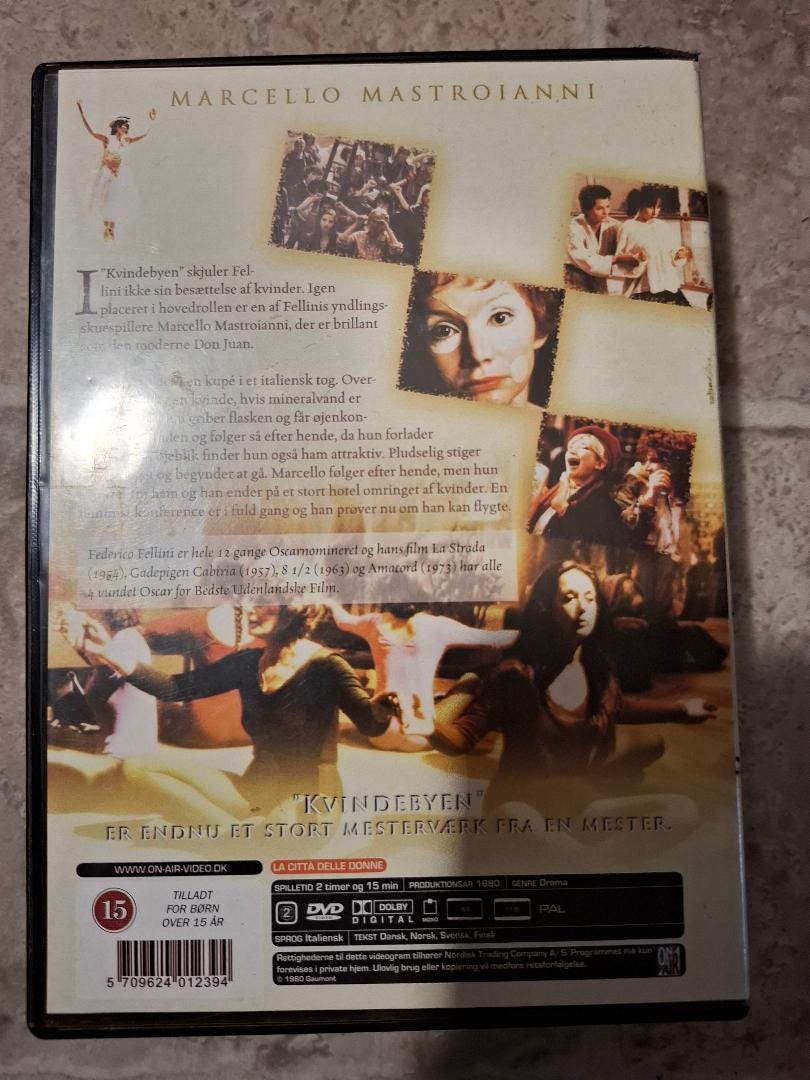 MARCELLO MASTROIANNI
I "Kvindebyen" skjuler Fel-
lini ikke sin besættelse af kvinder. Igen
placeret i hovedrollen er en af Fellinis yndlings-
skuespillere Marcello Mastroianni, der er brillant
som den moderne Don Juan.
en kupé i et italiensk tog. Over-
en kvinde, hvis mineralvand er
griber flasken og får øjenkon-
og følger så efter hende, da hun forlader
finder hun også ham attraktiv. Pludselig stiger
og begynder at gå. Marcello følger efter hende, men hun
ham og han ender på et stort hotel omringet af kvinder. En
konference er i fuld gang og han prøver nu om han kan flygte.
Federico Fellini er hele 12 gange Oscarnomineret og hans film La Strada
(1954), Gadepigen Cabiria (1957), 8 1/2 (1963) og Amacord (1973) har alle
4 vundet Oscar for Bedste Udenlandske Film.
"KVINDEBYEN"
ER ENDNU ET STORT MESTERVÆRK FRA EN MESTER.
WWW.ON-AIR-VIDEO.DK
LA CITTÀ DELLE DONNE
15
TILLADT
FOR BØRN
OVER 15 ÅR
5 709624 012394
SPILLETID 2 timer og 15 min PRODUKTIONSÅR 1980 GENRE Drama
2 DVD VIDEO DOLBY DIGITAL MONO PAL
SPROG Italiensk TEKST Dansk, Norsk, Svensk, Finsk
Rettighederne til dette videogram tilhører Nordisk Trading Company A/S. Programmet må kun
forevises i private hjem. Ulovlig brug eller kopiering vil medføre retsforfølgelse.
© 1980 Gaumont
ON AIR